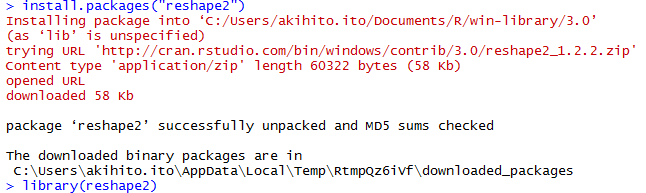 > install.packages("reshape2")
Installing package into ‘C:/Users/akihito.ito/Documents/R/win-library/3.0’
(as ‘lib’ is unspecified)
trying URL 'http://cran.rstudio.com/bin/windows/contrib/3.0/reshape2_1.2.2.zip'
Content type 'application/zip' length 60322 bytes (58 Kb)
opened URL
downloaded 58 Kb
package ‘reshape2’ successfully unpacked and MD5 sums checked
The downloaded binary packages are in
C:\Users\akihito.ito\AppData\Local\Temp\RtmpQz6iVf\downloaded_packages
> library(reshape2)